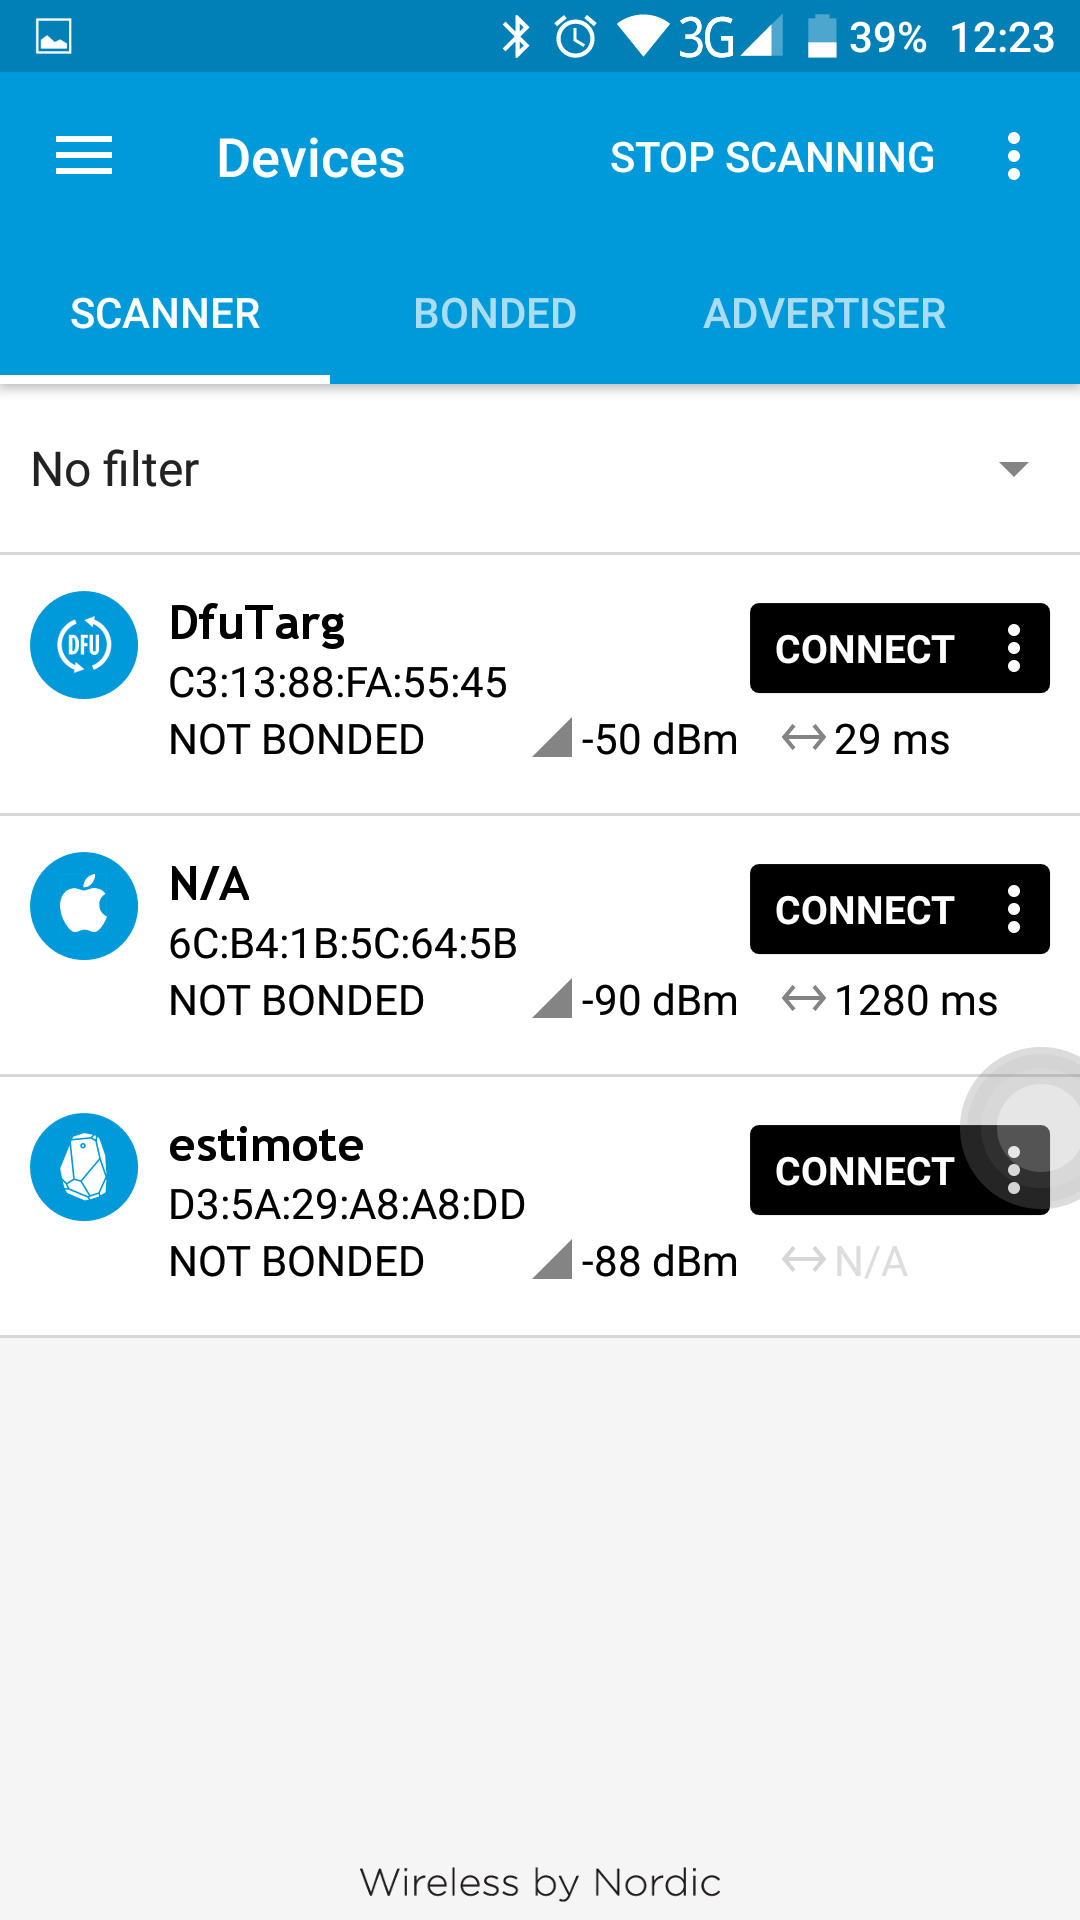 3G 39% 12:23
Devices STOP SCANNING
SCANNER BONDED ADVERTISER
No filter
DFU DfuTarg CONNECT
C3:13:88:FA:55:45
NOT BONDED -50 dBm 29 ms
N/A CONNECT
6C:B4:1B:5C:64:5B
NOT BONDED -90 dBm 1280 ms
estimote CONNECT
D3:5A:29:A8:A8:DD
NOT BONDED -88 dBm N/A
Wireless by Nordic